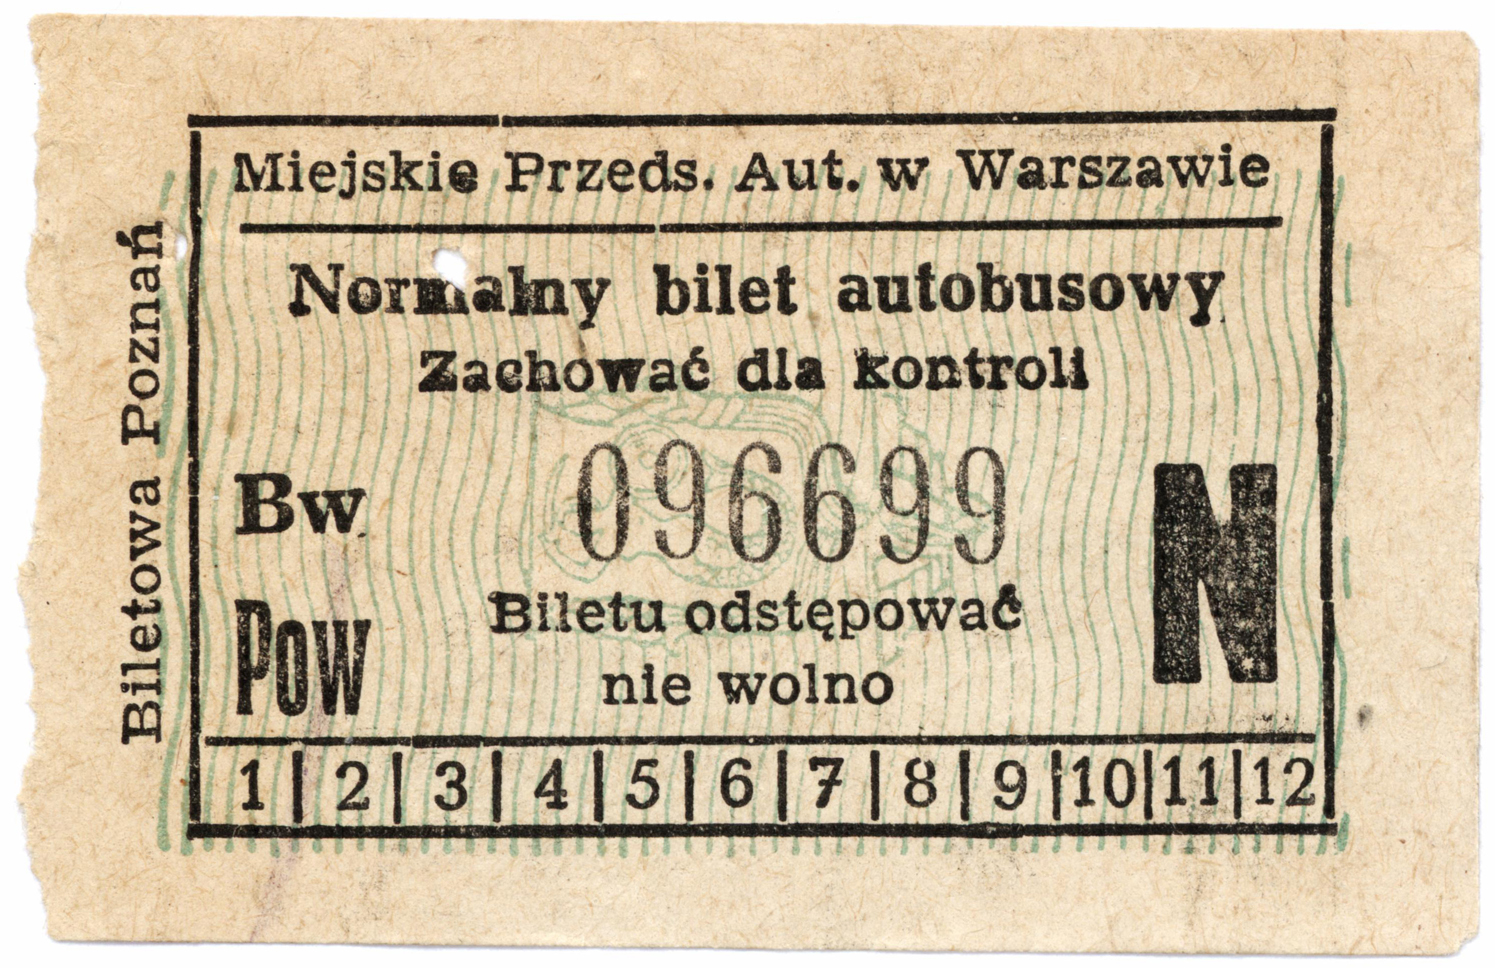 Miejskie Przeds. Aut. w Warszawie
Normalny bilet autobusowy
Zachować dla kontroli
Bw 096699 N
Biletu odstępować
Pow
nie wolno
1 | 2 | 3 | 4 | 5 | 6 | 7 | 8 | 9 | 10 | 11 | 12
Biletowa Poznań